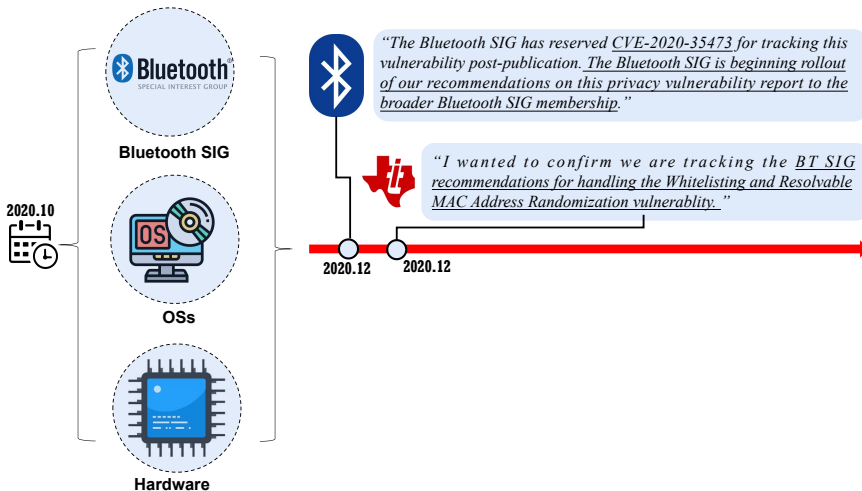 Bluetooth®
SPECIAL INTEREST GROUP
Bluetooth SIG
2020.10
OS
OSs
Hardware
“The Bluetooth SIG has reserved CVE-2020-35473 for tracking this
vulnerability post-publication. The Bluetooth SIG is beginning rollout
of our recommendations on this privacy vulnerability report to the
broader Bluetooth SIG membership.”
“I wanted to confirm we are tracking the BT SIG
recommendations for handling the Whitelisting and Resolvable
MAC Address Randomization vulnerablity. ”
2020.12
2020.12